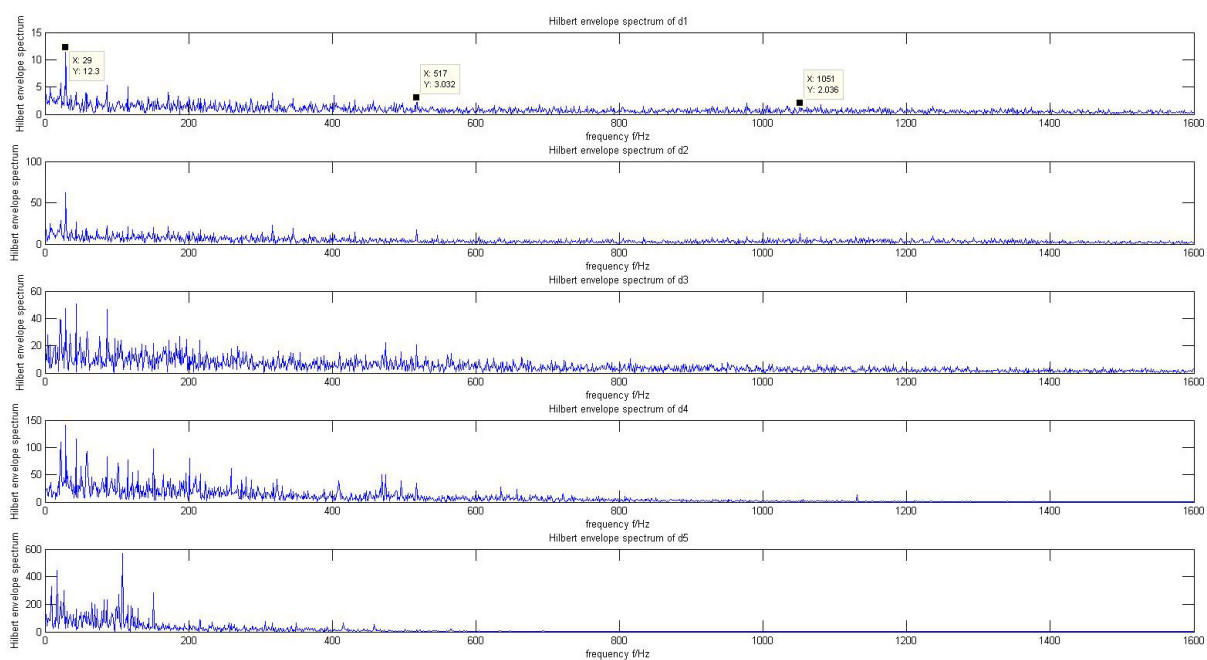 Hilbert envelope spectrum of d1
Hilbert envelope spectrum
15
10
5
0
X: 29
Y: 12.3
X: 517
Y: 3.032
X: 1051
Y: 2.036
0 200 400 600 800 1000 1200 1400 1600
frequency f/Hz
Hilbert envelope spectrum of d2
Hilbert envelope spectrum
100
50
0
0 200 400 600 800 1000 1200 1400 1600
frequency f/Hz
Hilbert envelope spectrum of d3
Hilbert envelope spectrum
60
40
20
0
0 200 400 600 800 1000 1200 1400 1600
frequency f/Hz
Hilbert envelope spectrum of d4
Hilbert envelope spectrum
150
100
50
0
0 200 400 600 800 1000 1200 1400 1600
frequency f/Hz
Hilbert envelope spectrum of d5
Hilbert envelope spectrum
600
400
200
0
0 200 400 600 800 1000 1200 1400 1600
frequency f/Hz